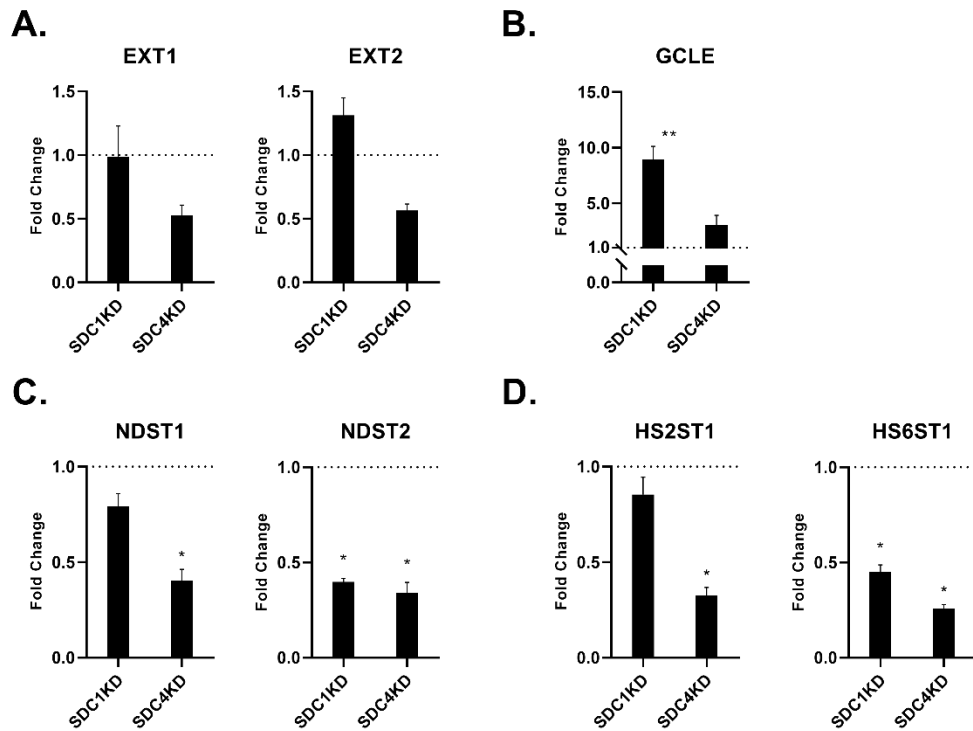 A.
EXT1
Fold Change
1.5
1.0
0.5
0.0
SDC1KD
SDC4KD
EXT2
Fold Change
1.5
1.0
0.5
0.0
SDC1KD
SDC4KD
B.
GCLE
Fold Change
15.0
10.0
5.0
1.0
0.0
**
SDC1KD
SDC4KD
C.
NDST1
Fold Change
1.0
0.5
0.0
*
SDC1KD
SDC4KD
NDST2
Fold Change
1.0
0.5
0.0
*
*
SDC1KD
SDC4KD
D.
HS2ST1
Fold Change
1.0
0.5
0.0
*
SDC1KD
SDC4KD
HS6ST1
Fold Change
1.0
0.5
0.0
*
*
SDC1KD
SDC4KD